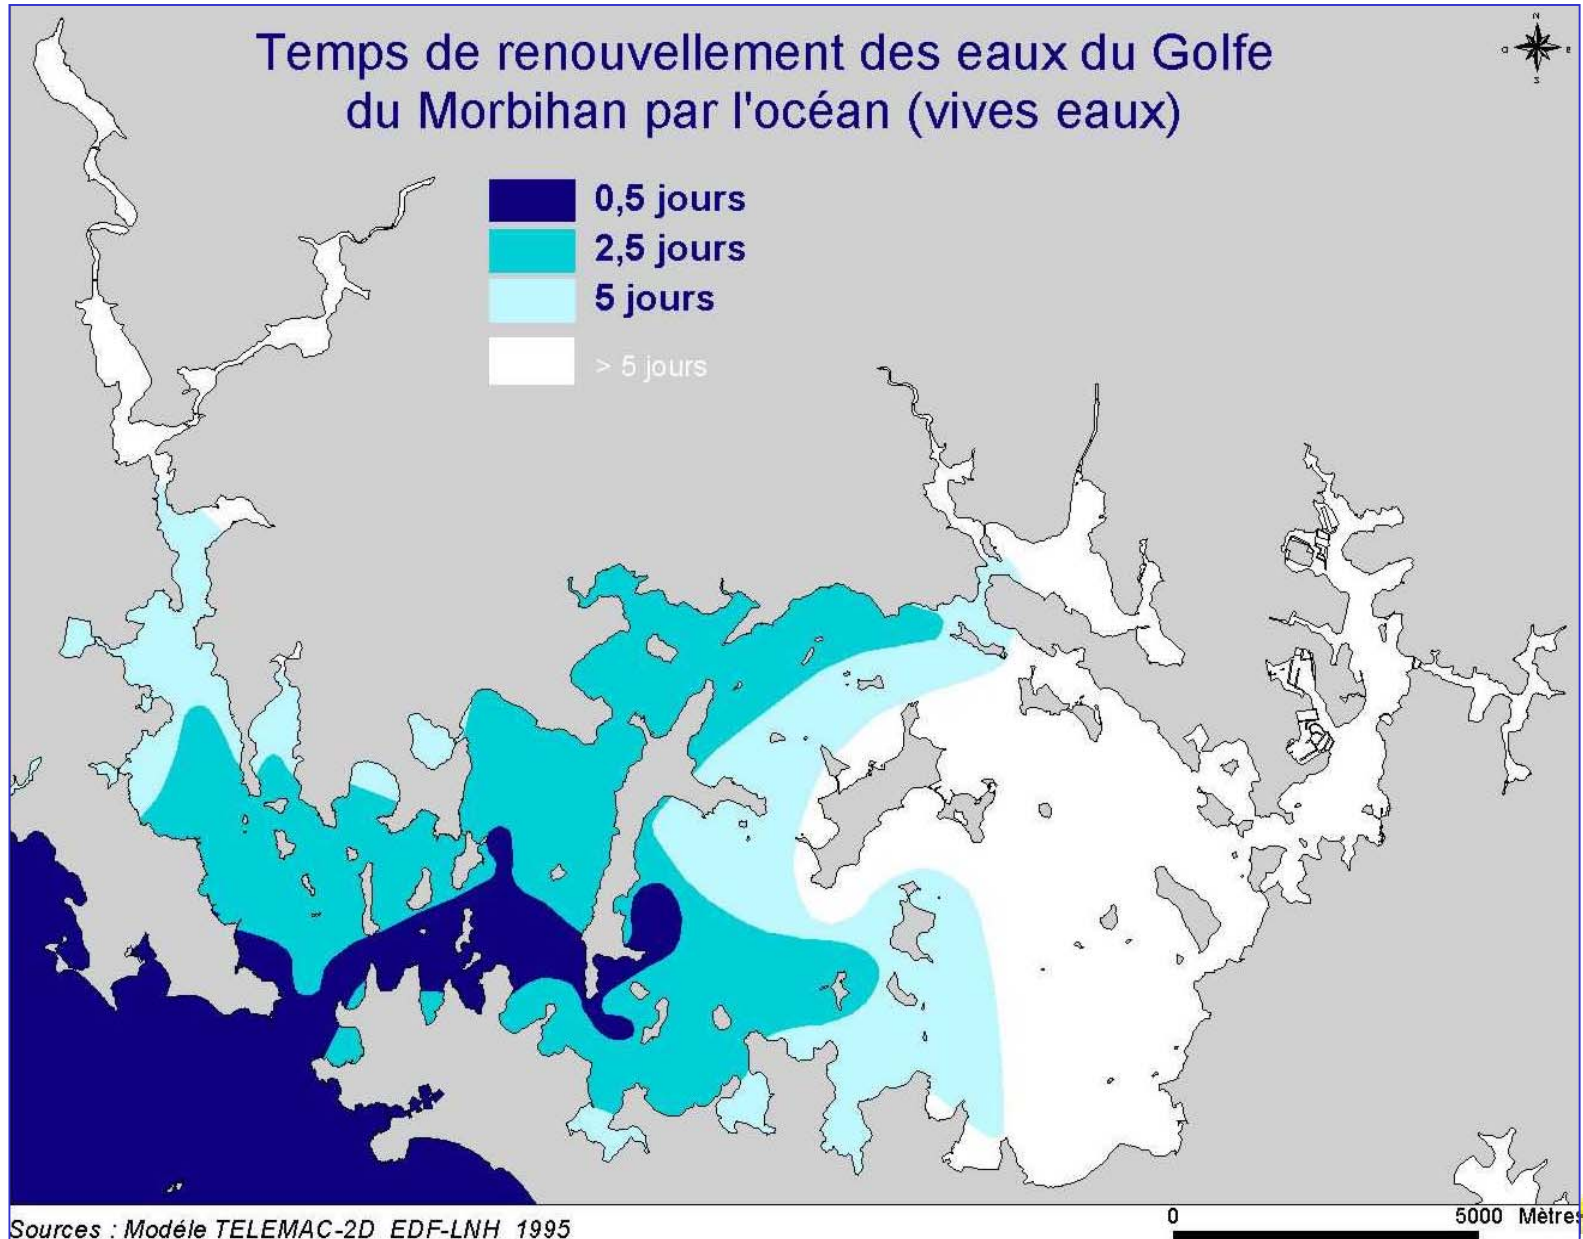 Temps de renouvellement des eaux du Golfe
du Morbihan par l'océan (vives eaux)
N
O E
S
0,5 jours
2,5 jours
5 jours
> 5 jours
Sources : Modéle TELEMAC-2D EDF-LNH 1995
0 5000 Mètres